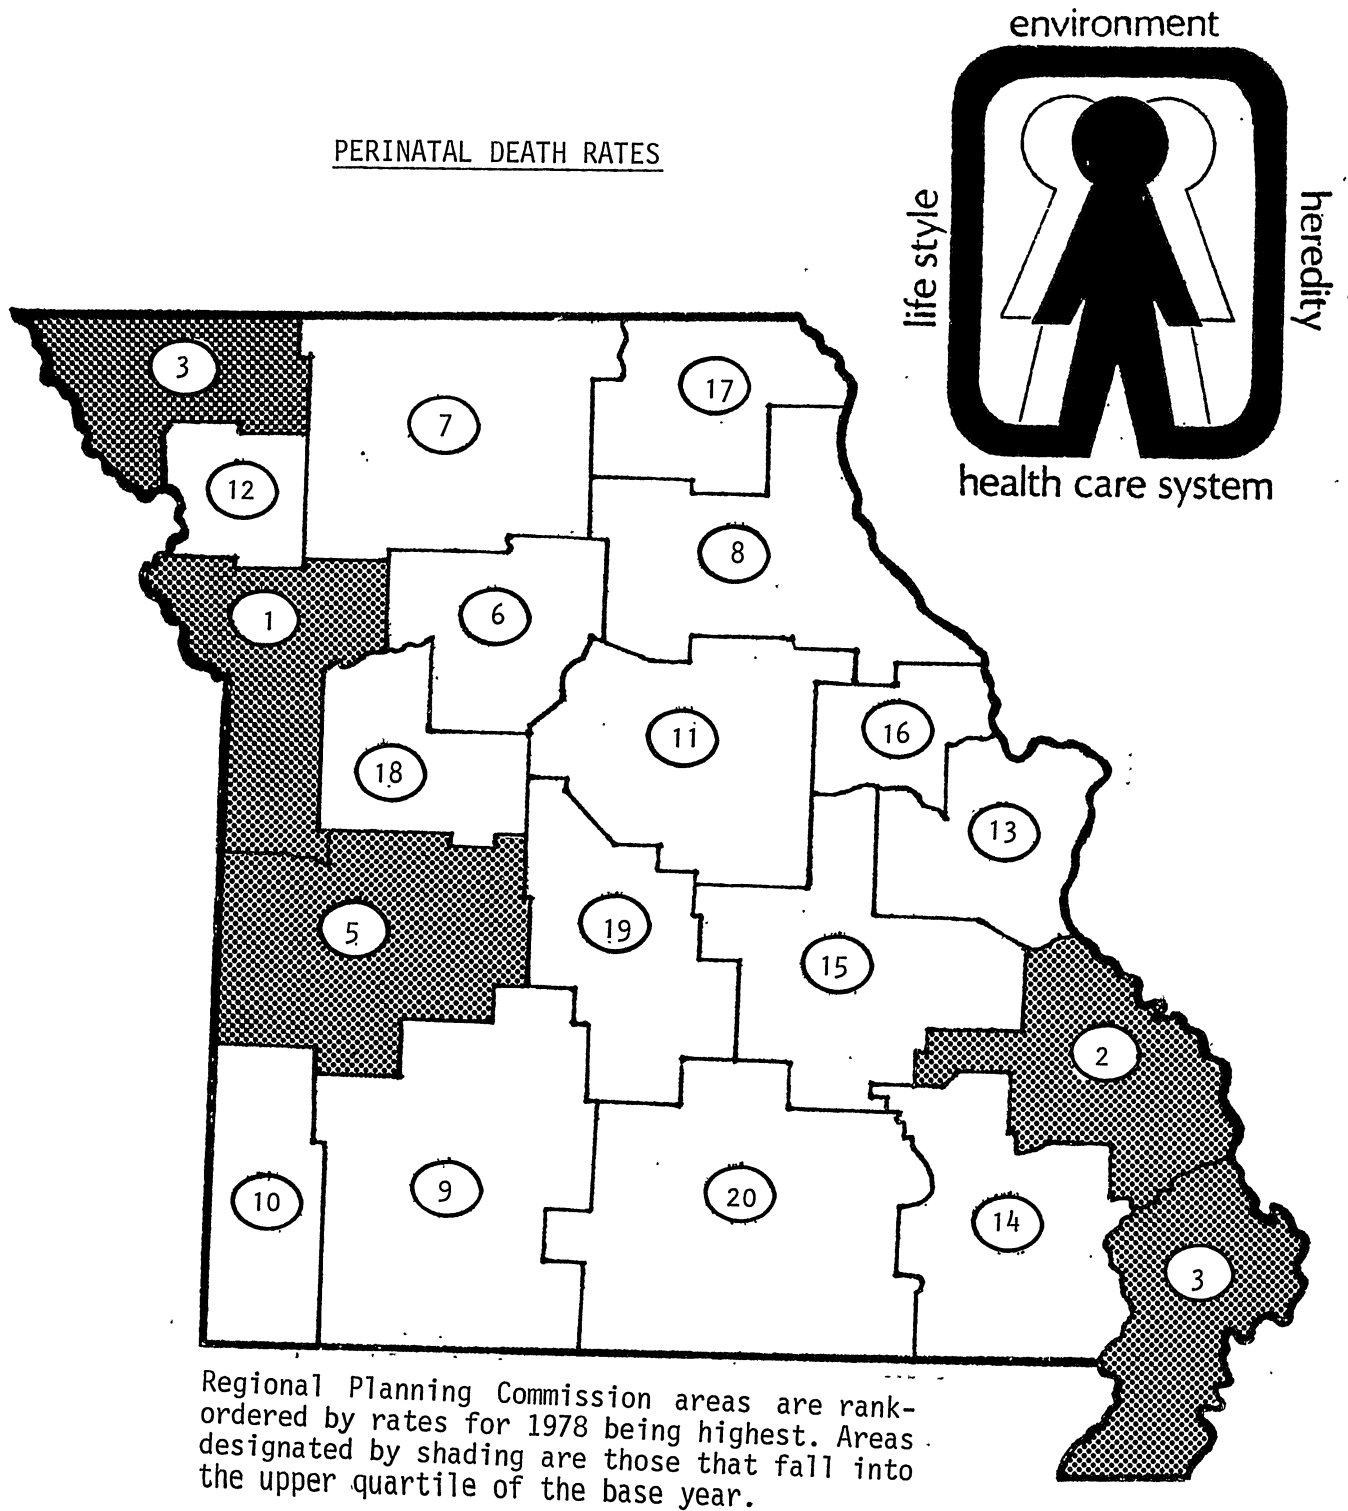 environment
PERINATAL DEATH RATES
life style
heredity
health care system
3
7
17
12
8
1
6
11
16
18
13
5
19
15
2
10
9
20
14
3
Regional Planning Commission areas are rank-
ordered by rates for 1978 being highest. Areas
designated by shading are those that fall into
the upper quartile of the base year.